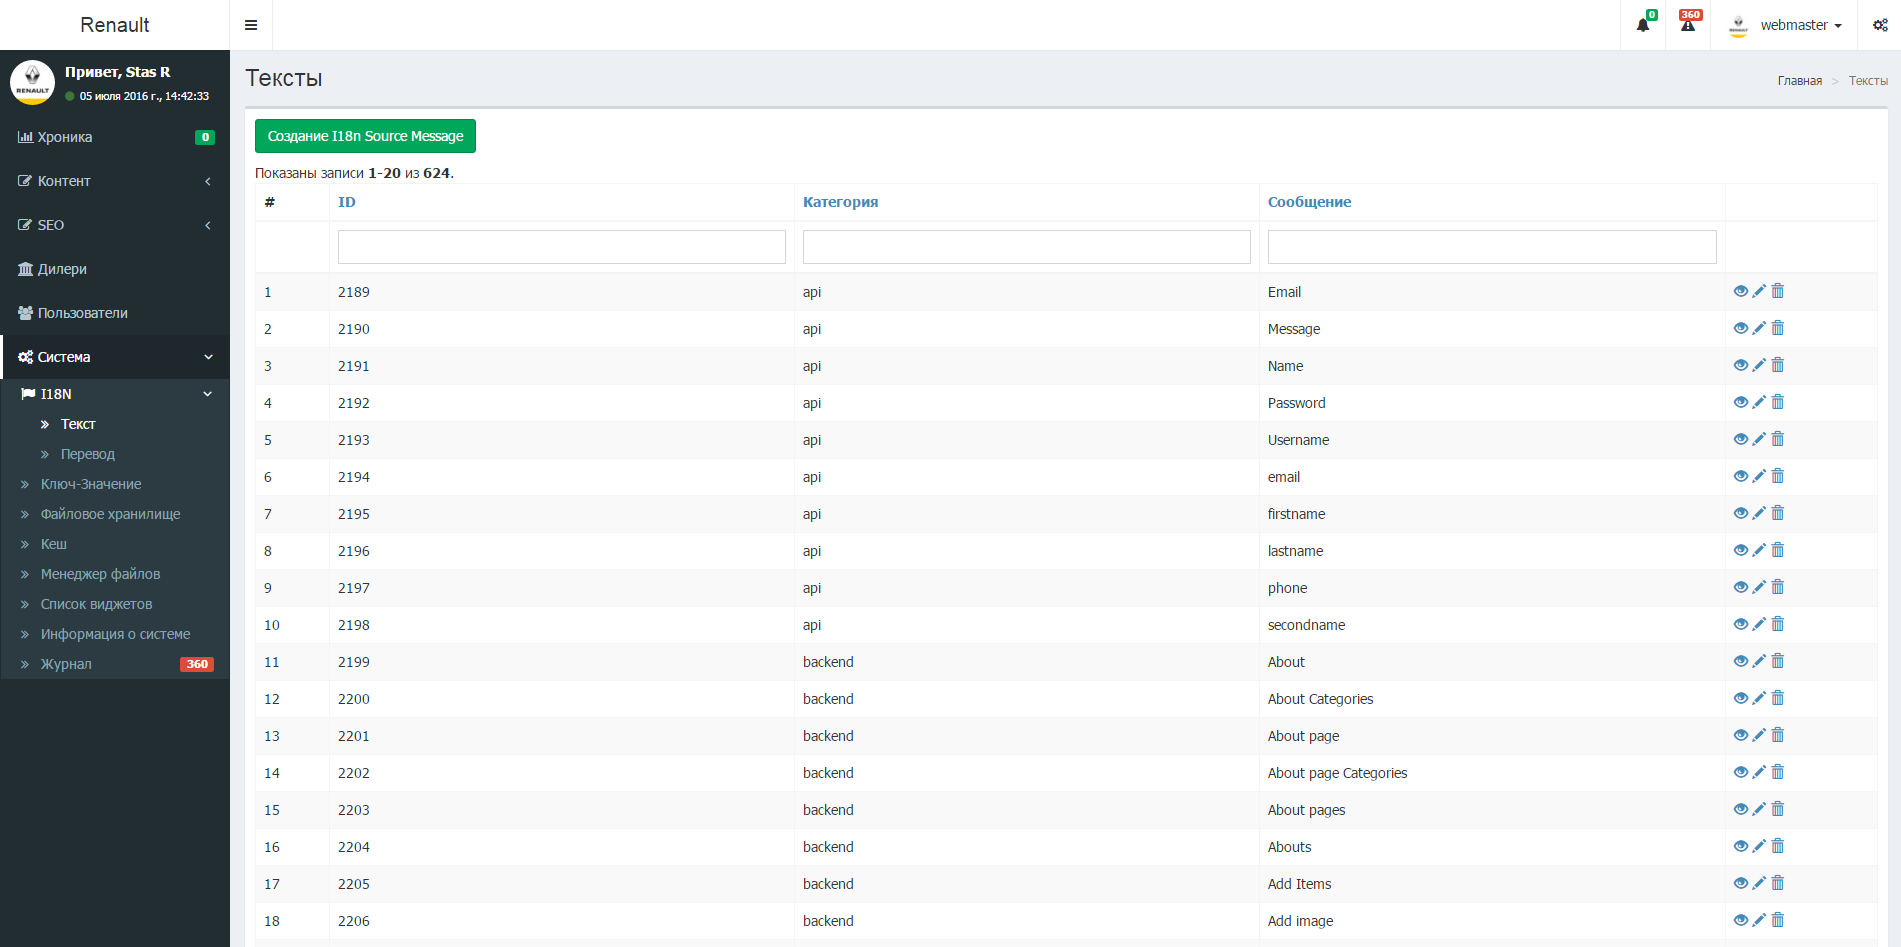 Renault
0
360
webmaster
Привет, Stas R
RENAULT
05 июля 2016 г., 14:42:33
Хроника 0
Контент
SEO
Дилери
Пользователи
Система
I18N
Текст
Перевод
Ключ-Значение
Файловое хранилище
Кеш
Менеджер файлов
Список виджетов
Информация о системе
Журнал 360
Тексты
Главная > Тексты
Создание I18n Source Message
Показаны записи 1-20 из 624.
# ID Категория Сообщение
1 2189 api Email
2 2190 api Message
3 2191 api Name
4 2192 api Password
5 2193 api Username
6 2194 api email
7 2195 api firstname
8 2196 api lastname
9 2197 api phone
10 2198 api secondname
11 2199 backend About
12 2200 backend About Categories
13 2201 backend About page
14 2202 backend About page Categories
15 2203 backend About pages
16 2204 backend Abouts
17 2205 backend Add Items
18 2206 backend Add image